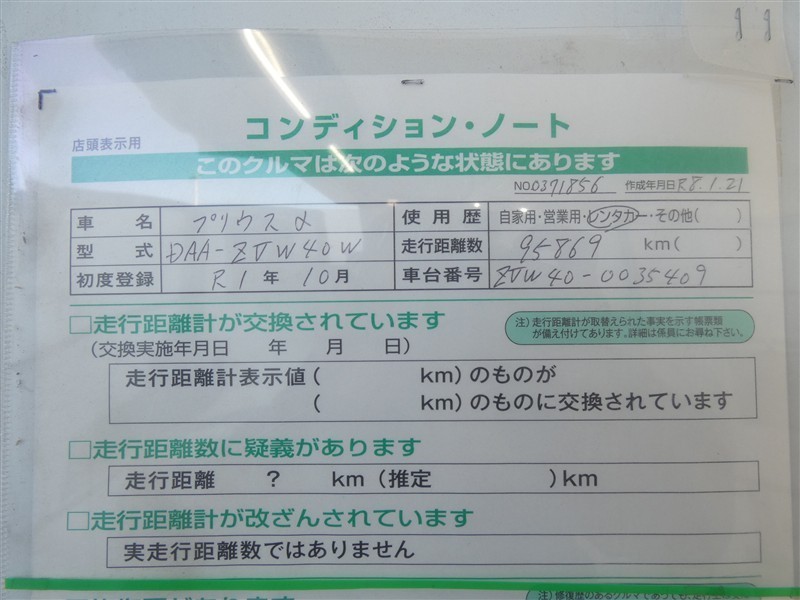 コンディション・ノート
店頭表示用
このクルマは次のような状態にあります
NO.0371856 作成年月日 R8.1.21
車名 プリウスα 使用歴 自家用・営業用・レンタカー・その他( )
型式 DAA-ZVW40W 走行距離数 95869 km( )
初度登録 R1年 10月 車台番号 ZVW40-0035409
□走行距離計が交換されています
注)走行距離計が取替えられた事実を示す帳票類
が備え付けてあります。詳細は係員にお尋ね下さい。
(交換実施年月日 年 月 日)
走行距離計表示値( km)のものが
( km)のものに交換されています
□走行距離数に疑義があります
走行距離 ? km(推定 )km
□走行距離計が改ざんされています
実走行距離数ではありません